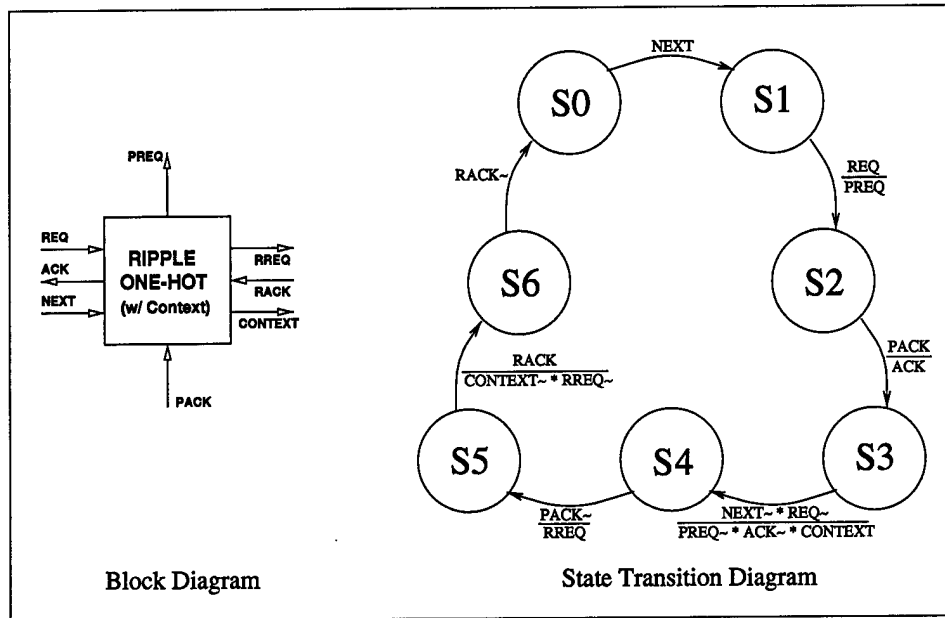 PREQ
REQ
ACK
NEXT
RIPPLE
ONE-HOT
(w/ Context)
RREQ
RACK
CONTEXT
PACK
Block Diagram
NEXT
S0
S1
RACK~
REQ
PREQ
S6
S2
RACK
CONTEXT~ * RREQ~
PACK
ACK
S5
S4
S3
PACK~
RREQ
NEXT~ * REQ~
PREQ~ * ACK~ * CONTEXT
State Transition Diagram